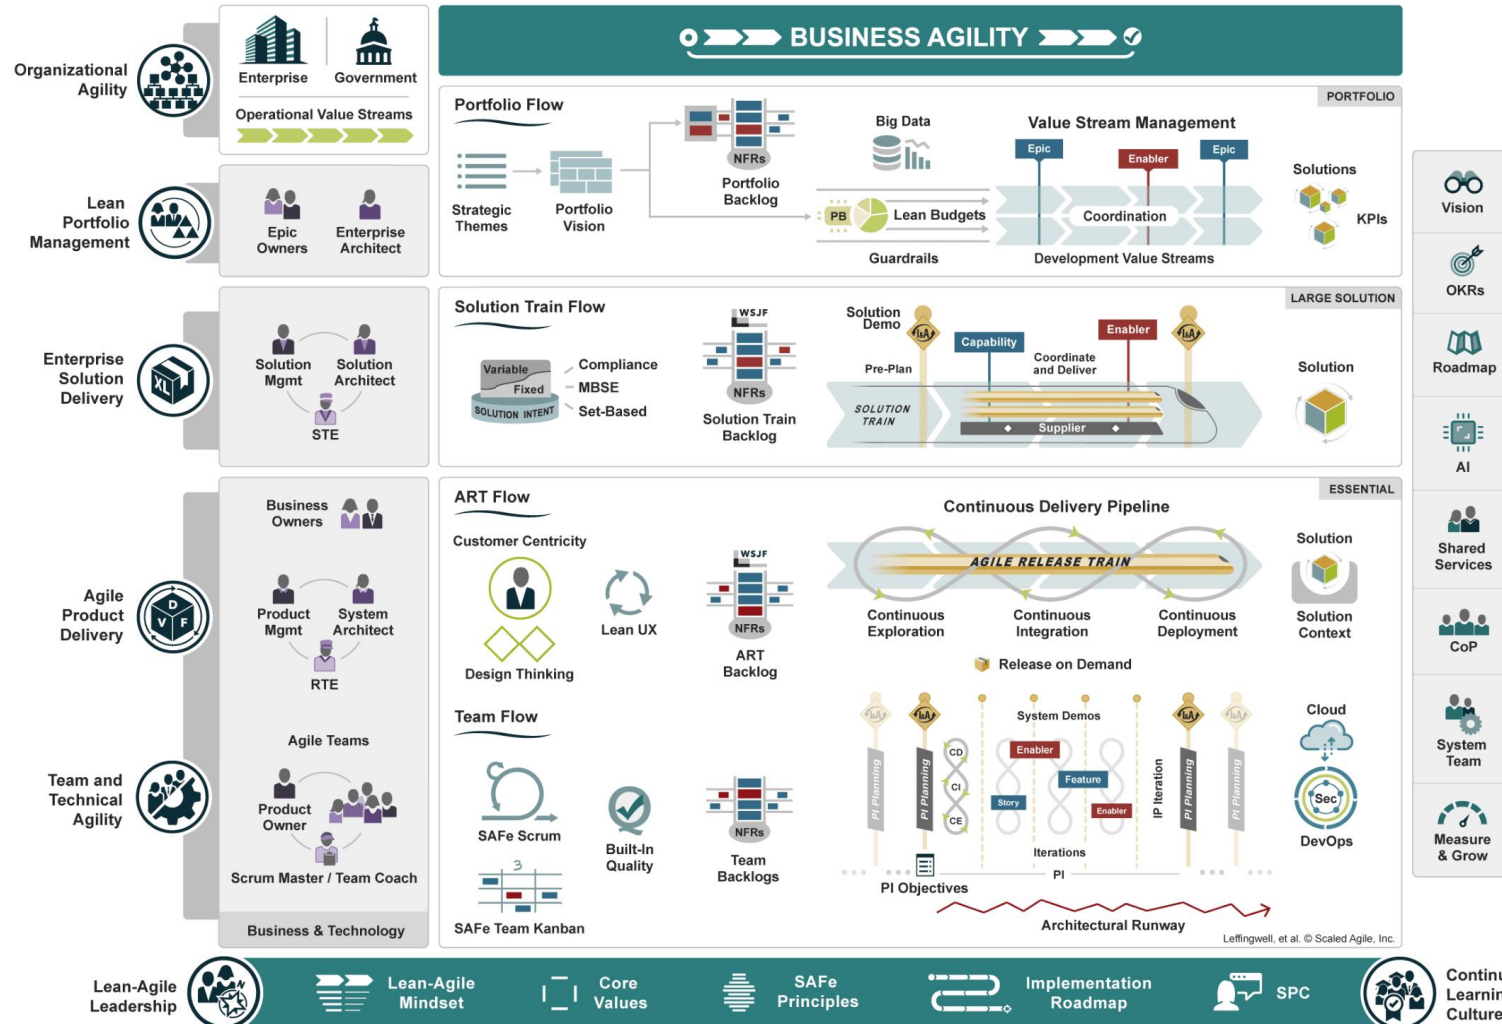 Organizational
Agility
Enterprise
Government
Operational Value Streams
BUSINESS AGILITY
PORTFOLIO
Portfolio Flow
Strategic
Themes
Portfolio
Vision
NFRs
Portfolio
Backlog
Big Data
PB
Lean Budgets
Guardrails
Value Stream Management
Epic
Enabler
Epic
Coordination
Development Value Streams
Solutions
KPIs
Lean
Portfolio
Management
Epic
Owners
Enterprise
Architect
Enterprise
Solution
Delivery
XL
Solution
Mgmt
Solution
Architect
STE
LARGE SOLUTION
Solution Train Flow
Variable
Fixed
SOLUTION INTENT
Compliance
MBSE
Set-Based
WSJF
NFRs
Solution Train
Backlog
Solution
Demo
I&A
Pre-Plan
Capability
Coordinate
and Deliver
Enabler
I&A
SOLUTION
TRAIN
Supplier
Solution
Agile
Product
Delivery
D
V F
Business
Owners
Product
Mgmt
System
Architect
RTE
ESSENTIAL
ART Flow
Customer Centricity
Lean UX
Design Thinking
WSJF
NFRs
ART
Backlog
Continuous Delivery Pipeline
AGILE RELEASE TRAIN
Continuous
Exploration
Continuous
Integration
Continuous
Deployment
Release on Demand
Solution
Solution
Context
Team and
Technical
Agility
Agile Teams
Product
Owner
Scrum Master / Team Coach
Business & Technology
Team Flow
SAFe Scrum
Built-In
Quality
3
SAFe Team Kanban
NFRs
Team
Backlogs
I&A
PI Planning
I&A
PI Planning
CD
CI
CE
System Demos
Enabler
Feature
Story
Enabler
Iterations
IP Iteration
I&A
PI Planning
I&A
PI Planning
PI Objectives
PI
Architectural Runway
Cloud
Sec
DevOps
Leffingwell, et al. © Scaled Agile, Inc.
Vision
OKRs
Roadmap
AI
Shared
Services
CoP
System
Team
Measure
& Grow
Lean-Agile
Leadership
N
Lean-Agile
Mindset
Core
Values
SAFe
Principles
Implementation
Roadmap
SPC
Continu
Learnin
Culture